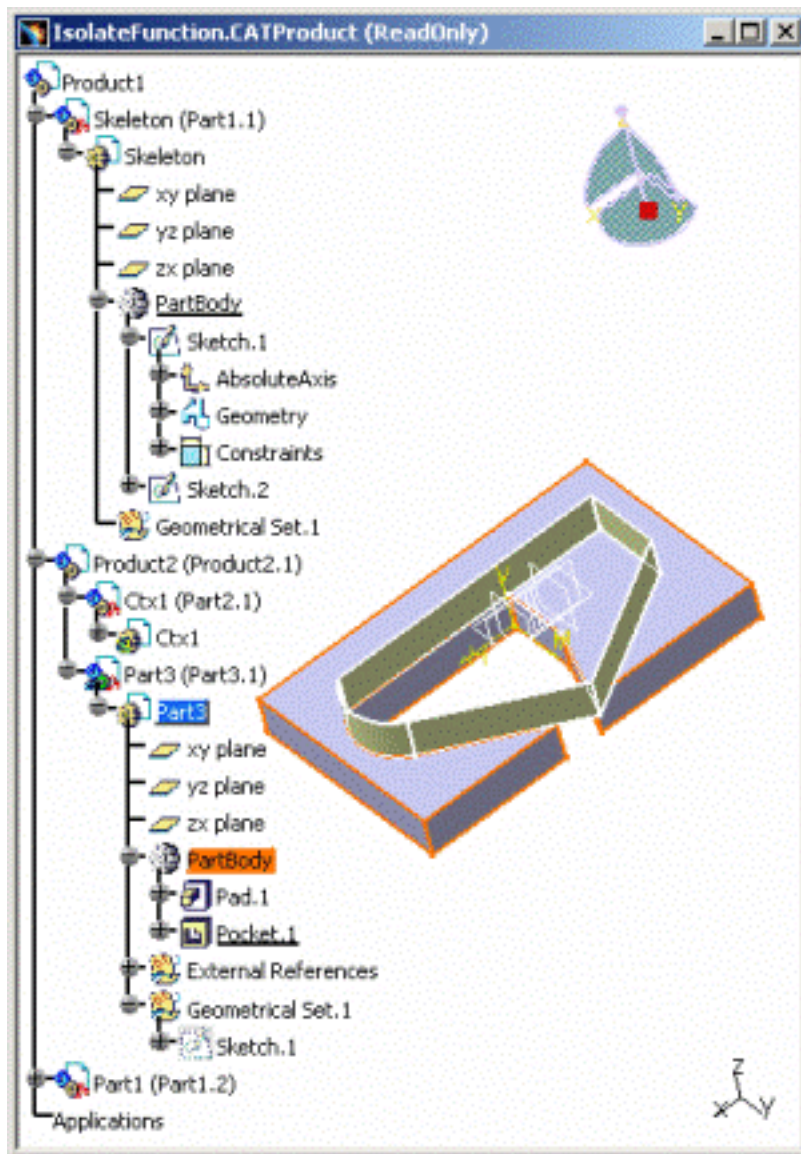 IsolateFunction.CATProduct (ReadOnly)
Product1
Skeleton (Part1.1)
Skeleton
xy plane
yz plane
zx plane
PartBody
Sketch.1
AbsoluteAxis
Geometry
Constraints
Sketch.2
Geometrical Set.1
Product2 (Product2.1)
Ctx1 (Part2.1)
Ctx1
Part3 (Part3.1)
Part3
xy plane
yz plane
zx plane
PartBody
Pad.1
Pocket.1
External References
Geometrical Set.1
Sketch.1
Part1 (Part1.2)
Applications
X Y
Z
X Y